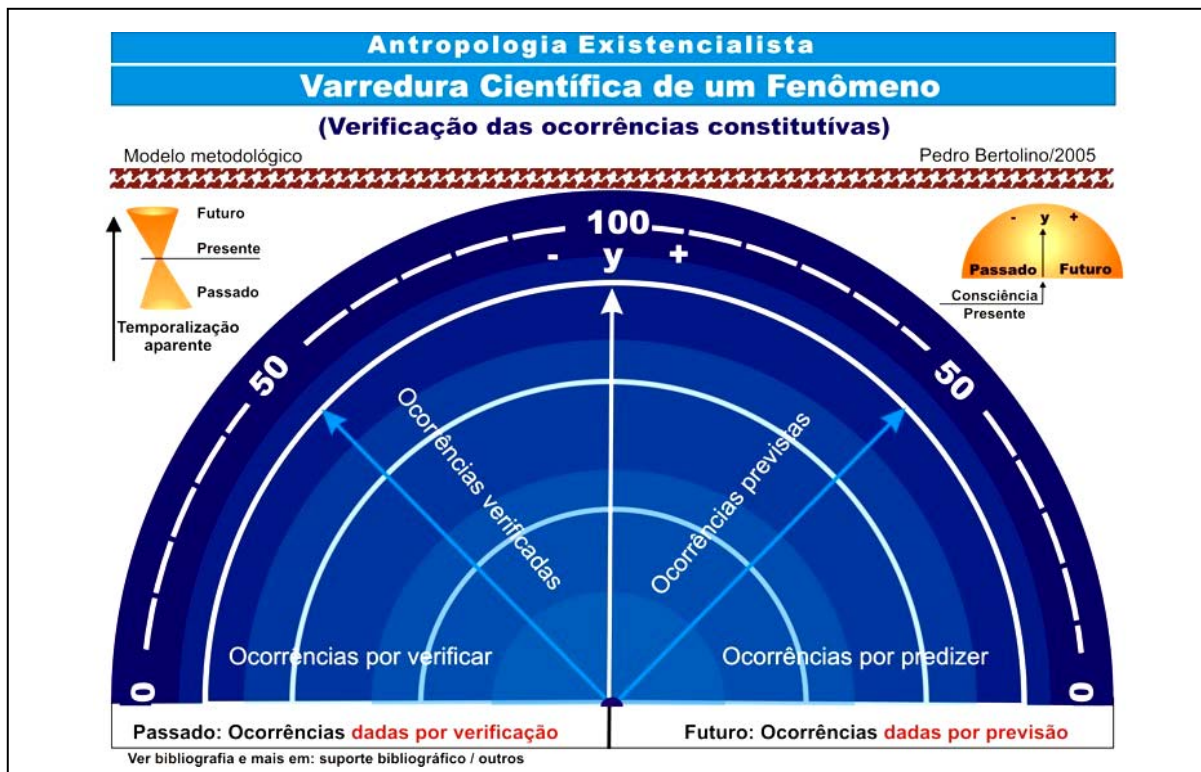 Antropologia Existencialista
Varredura Científica de um Fenômeno
(Verificação das ocorrências constitutívas)
Modelo metodológico
Pedro Bertolino/2005
Futuro
Presente
Passado
Temporalização
aparente
100
- y +
50
50
- y +
Passado Futuro
Consciência
Presente
Ocorrências verificadas
Ocorrências previstas
Ocorrências por verificar
Ocorrências por predizer
0
0
Passado: Ocorrências dadas por verificação
Futuro: Ocorrências dadas por previsão
Ver bibliografia e mais em: suporte bibliográfico / outros